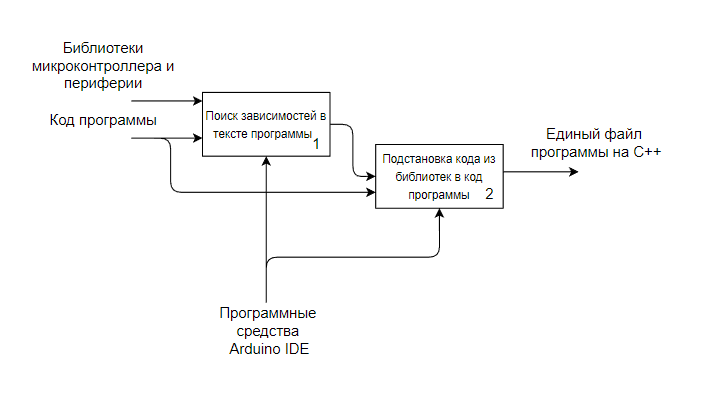 Библиотеки
микроконтроллера и
периферии
Код программы
Поиск зависимостей в
тексте программы
1
Подстановка кода из
библиотек в код
программы
2
Единый файл
программы на C++
Программные
средства
Arduino IDE